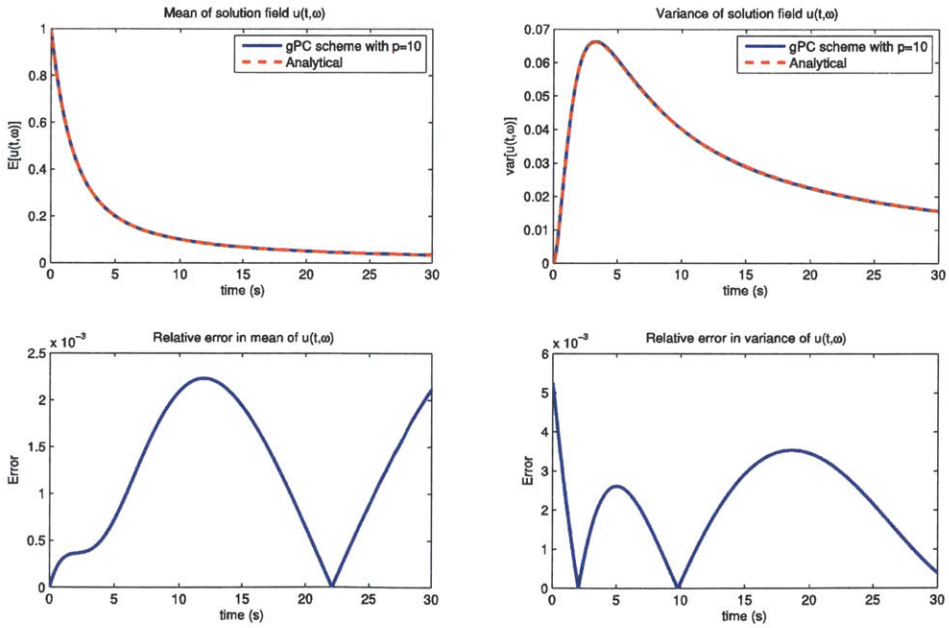 Mean of solution field u(t,ω)
1
0.8
0.6
0.4
0.2
0
E[u(t,ω)]
gPC scheme with p=10
Analytical
0 5 10 15 20 25 30
time (s)
Variance of solution field u(t,ω)
0.07
0.06
0.05
0.04
0.03
0.02
0.01
0
var[u(t,ω)]
gPC scheme with p=10
Analytical
0 5 10 15 20 25 30
time (s)
Relative error in mean of u(t,ω)
x 10⁻³
2.5
2
1.5
1
0.5
0
Error
0 5 10 15 20 25 30
time (s)
Relative error in variance of u(t,ω)
x 10⁻³
6
5
4
3
2
1
0
Error
0 5 10 15 20 25 30
time (s)